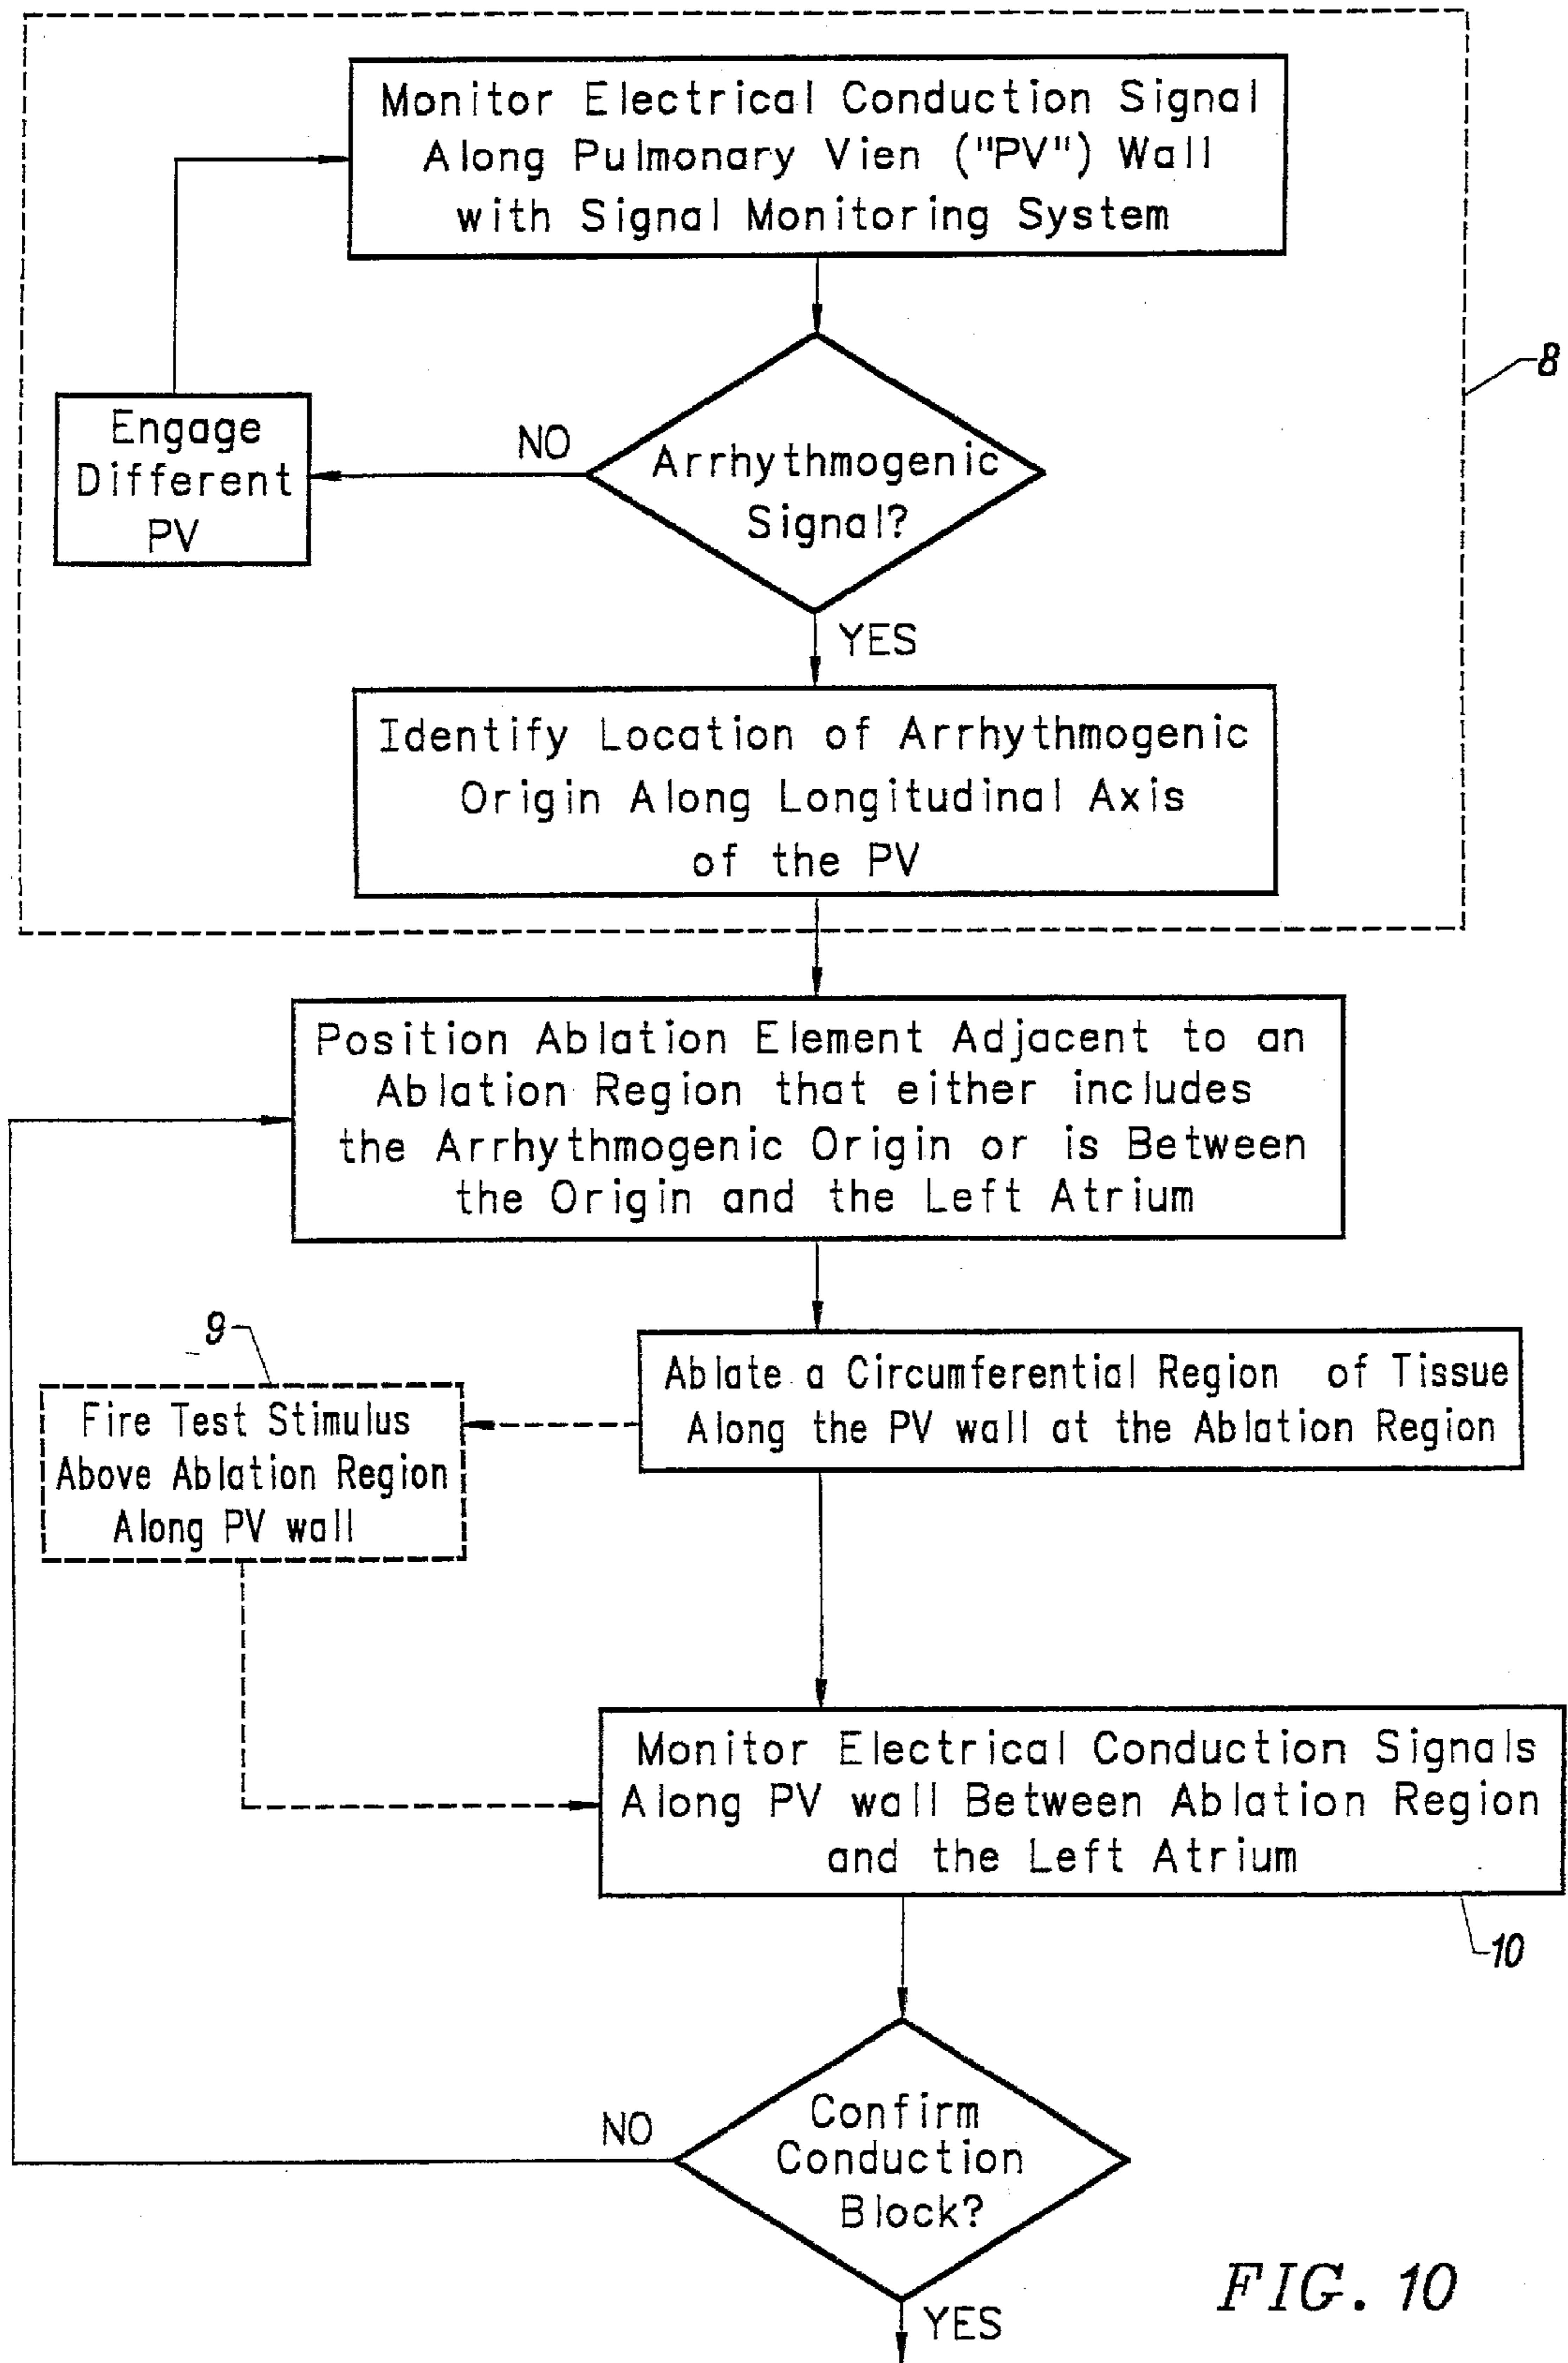 Monitor Electrical Conduction Signal
Along Pulmonary Vien ("PV") Wall
with Signal Monitoring System
8
Engage
Different
PV
NO
Arrhythmogenic
Signal?
YES
Identify Location of Arrhythmogenic
Origin Along Longitudinal Axis
of the PV
Position Ablation Element Adjacent to an
Ablation Region that either includes
the Arrhythmogenic Origin or is Between
the Origin and the Left Atrium
9
Fire Test Stimulus
Above Ablation Region
Along PV wall
Ablate a Circumferential Region of Tissue
Along the PV wall at the Ablation Region
Monitor Electrical Conduction Signals
Along PV wall Between Ablation Region
and the Left Atrium
10
NO
Confirm
Conduction
Block?
YES
FIG. 10